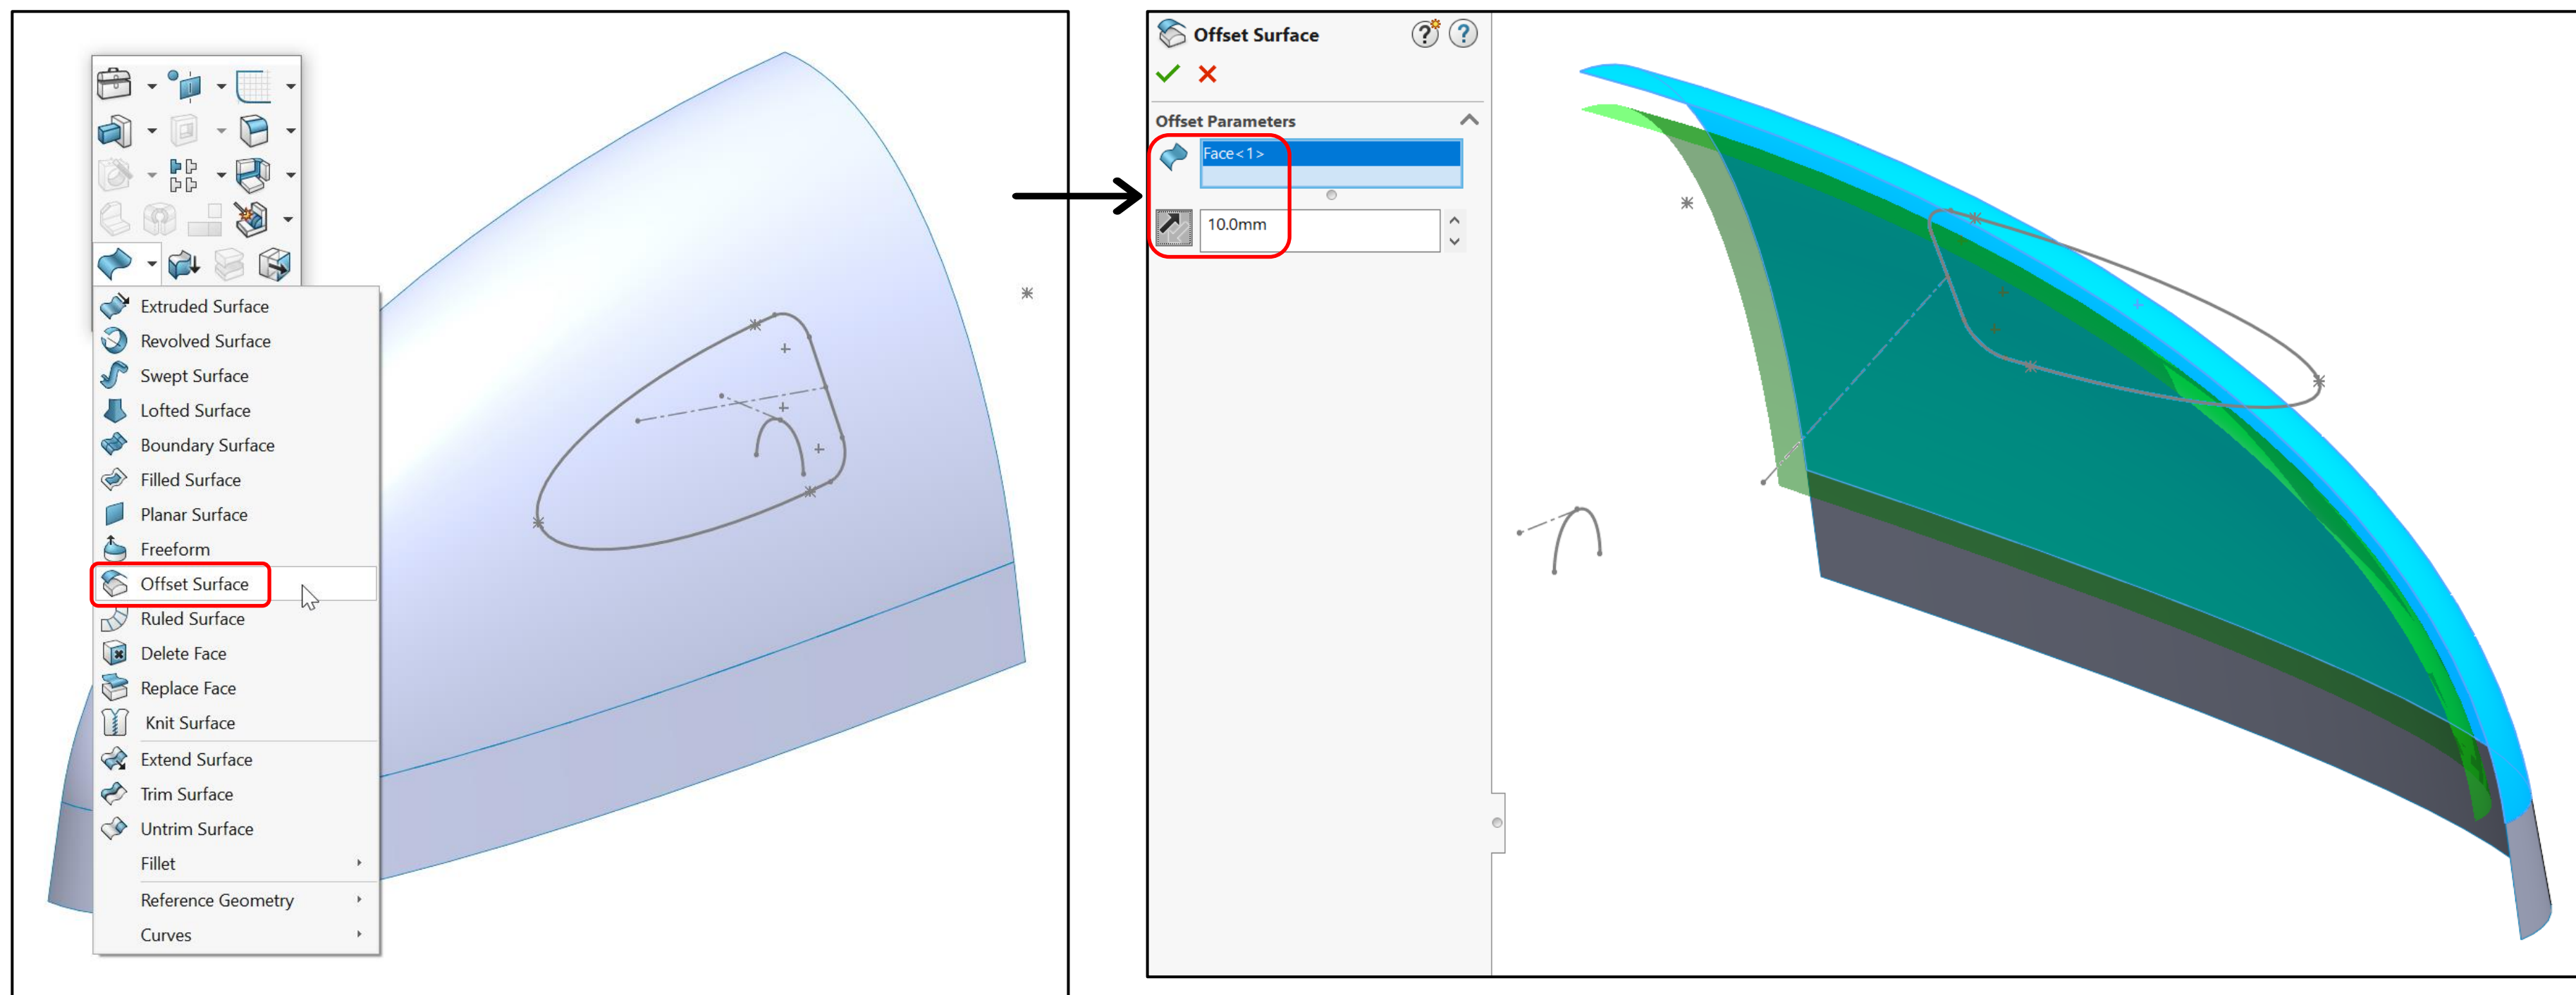 Extruded Surface
Revolved Surface
Swept Surface
Lofted Surface
Boundary Surface
Filled Surface
Planar Surface
Freeform
Offset Surface
Ruled Surface
Delete Face
Replace Face
Knit Surface
Extend Surface
Trim Surface
Untrim Surface
Fillet
Reference Geometry
Curves
Offset Surface
Offset Parameters
Face<1>
10.0mm